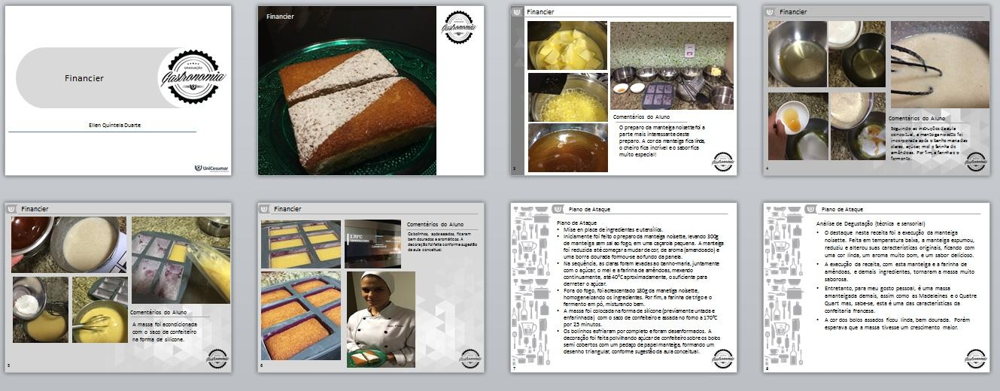 Financier
GRADUAÇÃO
Gastronomia
Ellen Quintela Duarte
UniCesumar
Financier
Gastronomia
Financier
Comentários do Aluno
O preparo da manteiga noisette foi a
parte mais interessante deste
preparo. A cor da manteiga fica linda,
o cheiro fica incrível e o sabor fica
muito especial!
3
Gastronomia
Financier
Comentários do Aluno
Seguindo as instruções da aula
conceitual, a manteiga noisette foi
incorporada após o banho maria das
claras, açúcar, mel e farinha de
amêndoas. Por fim, a farinha e o
fermento.
4
Gastronomia
Financier
Comentários do Aluno
A massa foi acondicionada
com o saco de confeiteiro
na forma de silicone.
5
Gastronomia
Financier
170°C
Comentários do Aluno
Os bolinhos, após assados, ficaram
bem dourados e aromáticos. A
decoração foi feita conforme sugestão
da aula conceitual.
6
Gastronomia
Plano de Ataque
Plano de Ataque
• Mise en place de ingredientes e utensílios.
• Inicialmente foi feito o preparo da manteiga noisette, levando 300g
de manteiga sem sal ao fogo, em uma caçarola pequena. A manteiga
foi reduzida até começar a mudar de cor, de aroma (amendoado) e
uma borra dourada formou-se ao fundo da panela.
• Na sequência, as claras foram levadas ao banho-maria, juntamente
com o açúcar, o mel e a farinha de amêndoas, mexendo
continuamente, até 40°C aproximadamente, o suficiente para
derreter o açúcar.
• Fora do fogo, foi acrescentado 180g da manetiga noisette,
homogeneizando os ingredientes. Por fim, a farinha de trigo e o
fermento em pó, misturando bem.
• A massa foi colocada na forma de silicone (previamente untada e
enfarinhada) com o saco de confeiteiro e assada no forno a 170°C
por 25 minutos.
• Os bolinhos esfriaram por completo e foram desenformados. A
decoração foi feita polvilhando açúcar de confeiteiro sobre os bolos
semi cobertos com um pedaço de papel manteiga, formando um
desenho triangular, conforme sugestão da aula conceitual.
7
Gastronomia
Plano de Ataque
Análise de Degustação (técnica e sensorial)
• O destaque nesta receita foi a execução da manteiga
noisette. Feita em temperatura baixa, a manteiga espumou,
reduziu e alterou suas características originais, ficando com
uma cor linda, um aroma muito bom, e um sabor delicioso.
• A execução da receita, com esta manteiga e a farinha de
amêndoas, e demais ingredientes, tornaram a massa muito
saborosa.
• Entretanto, para meu gosto pessoal, é uma massa
amanteigada demais, assim como as Madeleines e o Quatre
Quart mas, sabe-se, esta é uma das características da
confeitaria francesa.
• A cor dos bolos assados ficou linda, bem dourada. Porém
esperava que a massa tivesse um crescimento maior.
8
Gastronomia